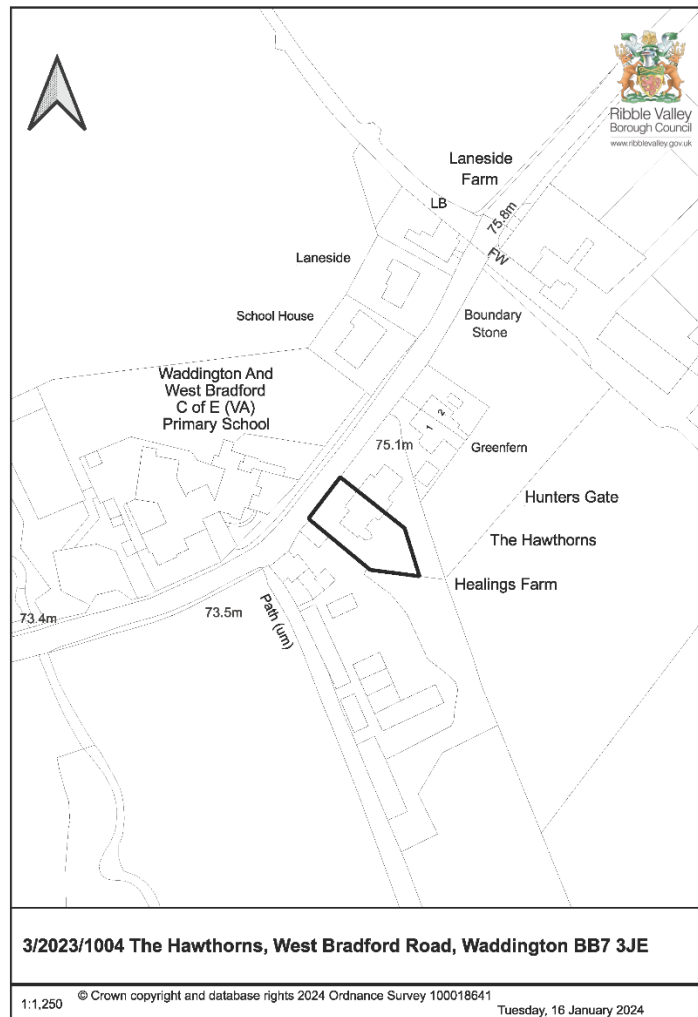 Ribble Valley
Borough Council
www.ribblevalley.gov.uk
Laneside
Farm
LB
75.8m
FW
Laneside
School House
Boundary
Stone
Waddington And
West Bradford
C of E (VA)
Primary School
75.1m
1
2
Greenfern
Hunters Gate
The Hawthorns
Healings Farm
73.4m
73.5m
Path (um)
3/2023/1004 The Hawthorns, West Bradford Road, Waddington BB7 3JE
1:1,250
© Crown copyright and database rights 2024 Ordnance Survey 100018641
Tuesday, 16 January 2024